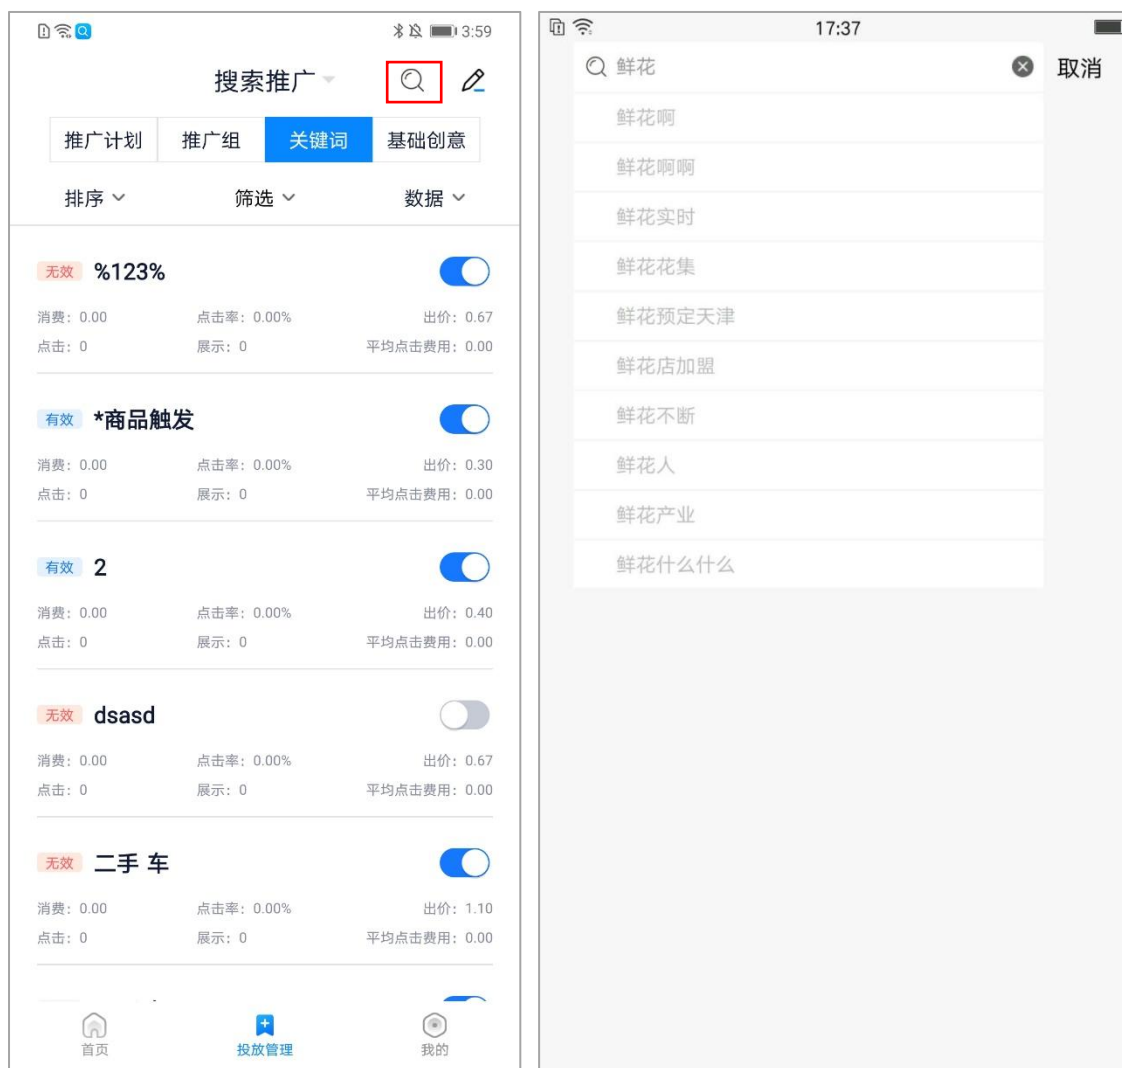 3:59
搜索推广
推广计划 推广组 关键词 基础创意
排序 筛选 数据
无效 %123%
消费：0.00 点击率：0.00% 出价：0.67
点击：0 展示：0 平均点击费用：0.00
有效 *商品触发
消费：0.00 点击率：0.00% 出价：0.30
点击：0 展示：0 平均点击费用：0.00
有效 2
消费：0.00 点击率：0.00% 出价：0.40
点击：0 展示：0 平均点击费用：0.00
无效 dsasd
消费：0.00 点击率：0.00% 出价：0.67
点击：0 展示：0 平均点击费用：0.00
无效 二手 车
消费：0.00 点击率：0.00% 出价：1.10
点击：0 展示：0 平均点击费用：0.00
首页 投放管理 我的
17:37
鲜花 取消
鲜花啊
鲜花啊啊
鲜花实时
鲜花花集
鲜花预定天津
鲜花店加盟
鲜花不断
鲜花人
鲜花产业
鲜花什么什么